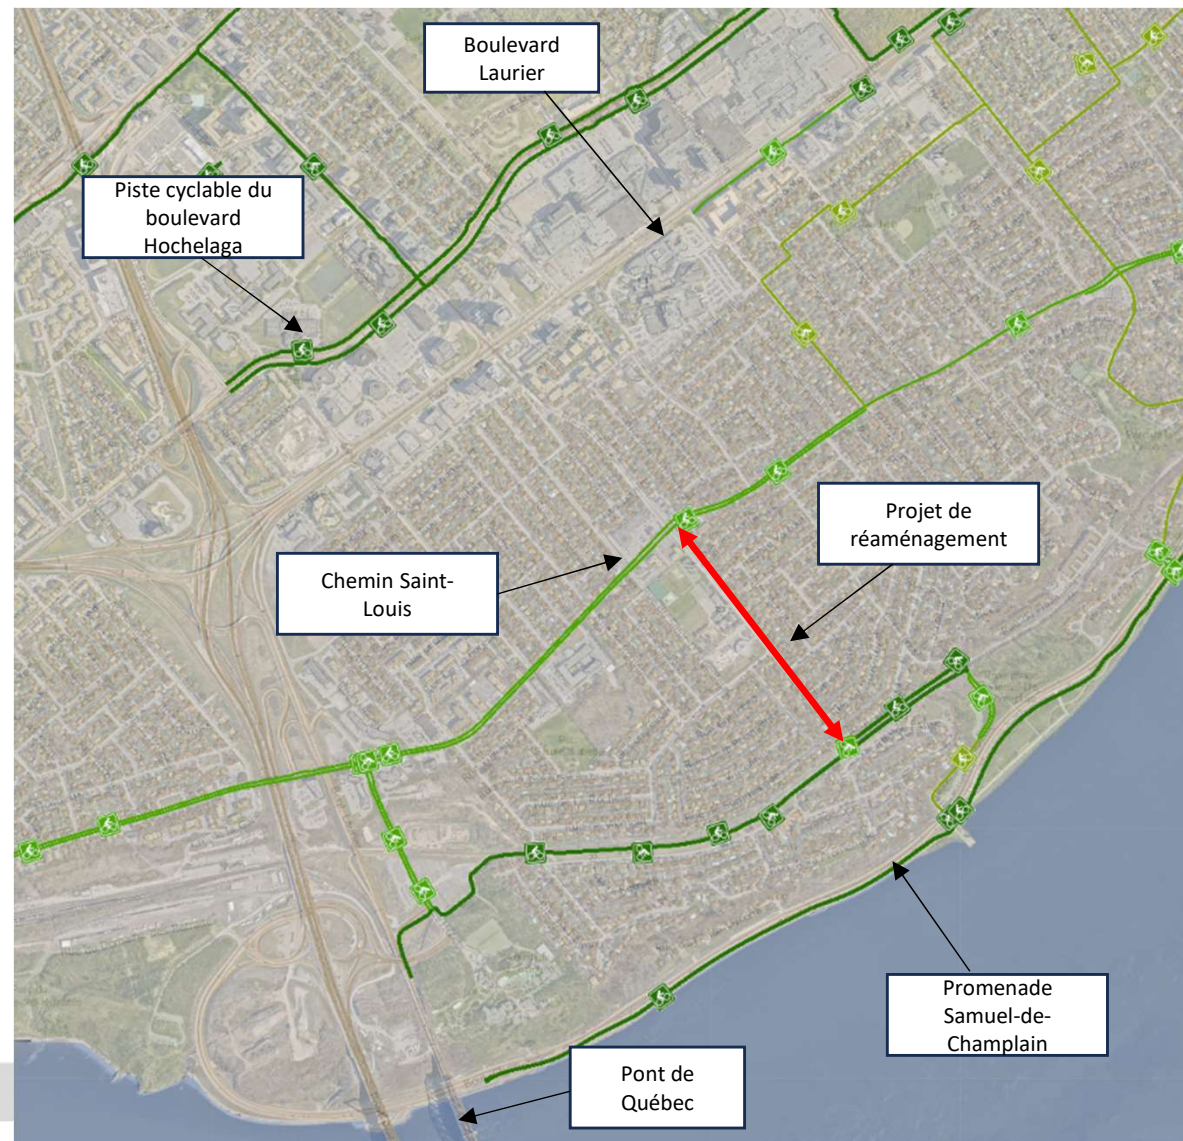 Boulevard
Laurier
Piste cyclable du
boulevard
Hochelaga
Projet de
réaménagement
Chemin Saint-
Louis
Promenade
Samuel-de-
Champlain
Pont de
Québec